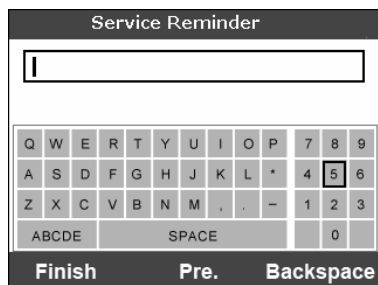 Service Reminder
Q W E R T Y U I O P 7 8 9
A S D F G H J K L * 4 5 6
Z X C V B N M , . - 1 2 3
ABCDE SPACE 0
Finish Pre. Backspace